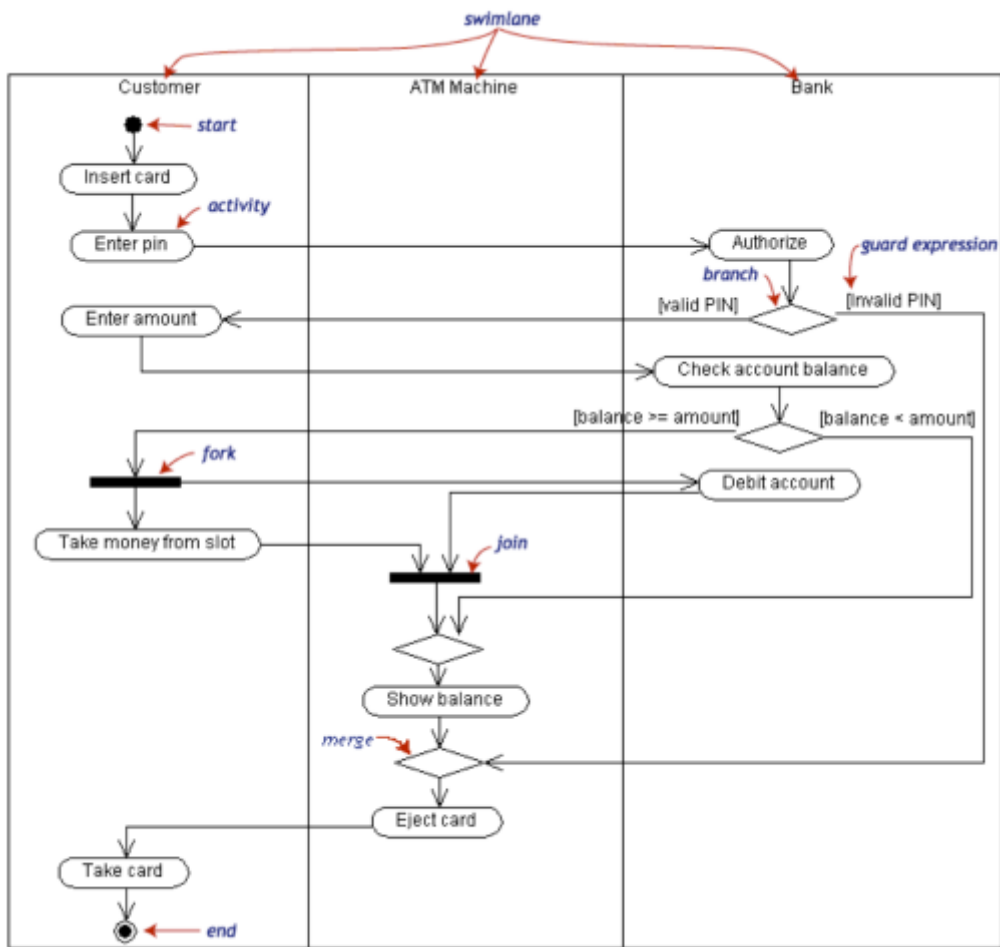 swimlane
Customer
ATM Machine
Bank
start
Insert card
activity
Enter pin
Authorize
guard expression
branch
[valid PIN]
[Invalid PIN]
Enter amount
Check account balance
[balance >= amount]
[balance < amount]
fork
Debit account
Take money from slot
join
Show balance
merge
Eject card
Take card
end